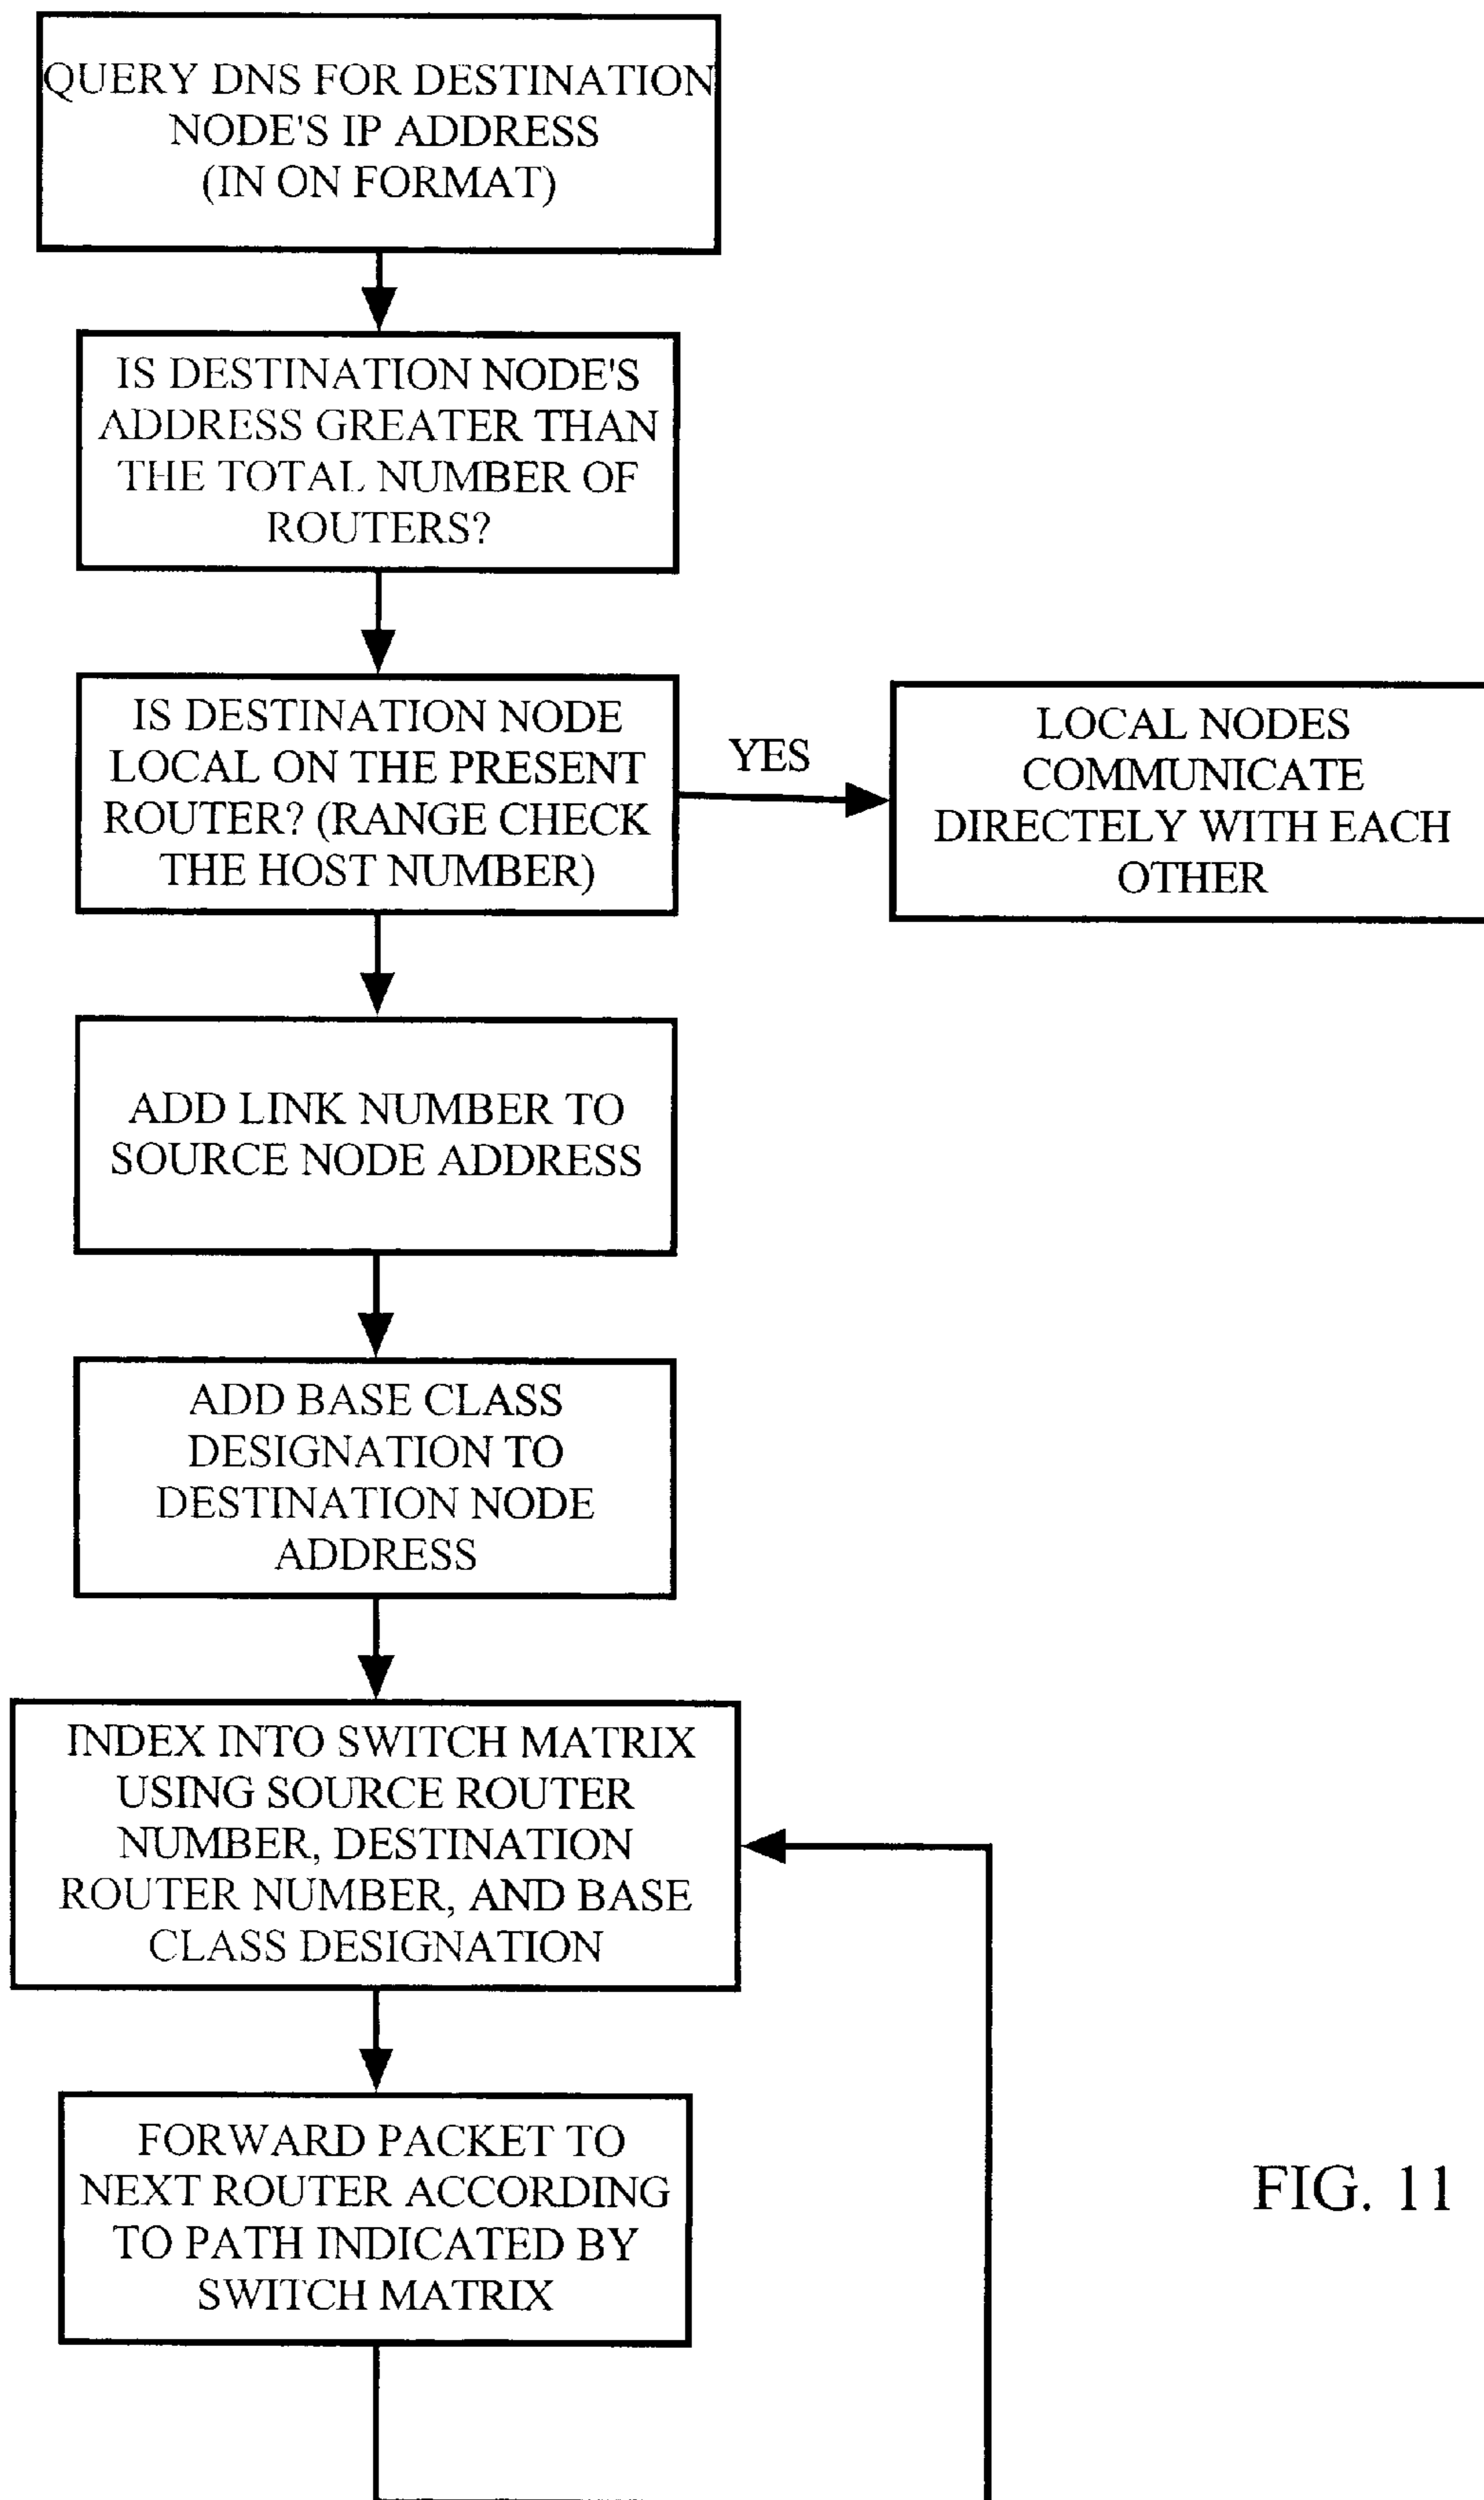 QUERY DNS FOR DESTINATION
NODE'S IP ADDRESS
(IN ON FORMAT)
IS DESTINATION NODE'S
ADDRESS GREATER THAN
THE TOTAL NUMBER OF
ROUTERS?
IS DESTINATION NODE
LOCAL ON THE PRESENT
ROUTER? (RANGE CHECK
THE HOST NUMBER)
YES
LOCAL NODES
COMMUNICATE
DIRECTELY WITH EACH
OTHER
ADD LINK NUMBER TO
SOURCE NODE ADDRESS
ADD BASE CLASS
DESIGNATION TO
DESTINATION NODE
ADDRESS
INDEX INTO SWITCH MATRIX
USING SOURCE ROUTER
NUMBER, DESTINATION
ROUTER NUMBER, AND BASE
CLASS DESIGNATION
FORWARD PACKET TO
NEXT ROUTER ACCORDING
TO PATH INDICATED BY
SWITCH MATRIX
FIG. 11